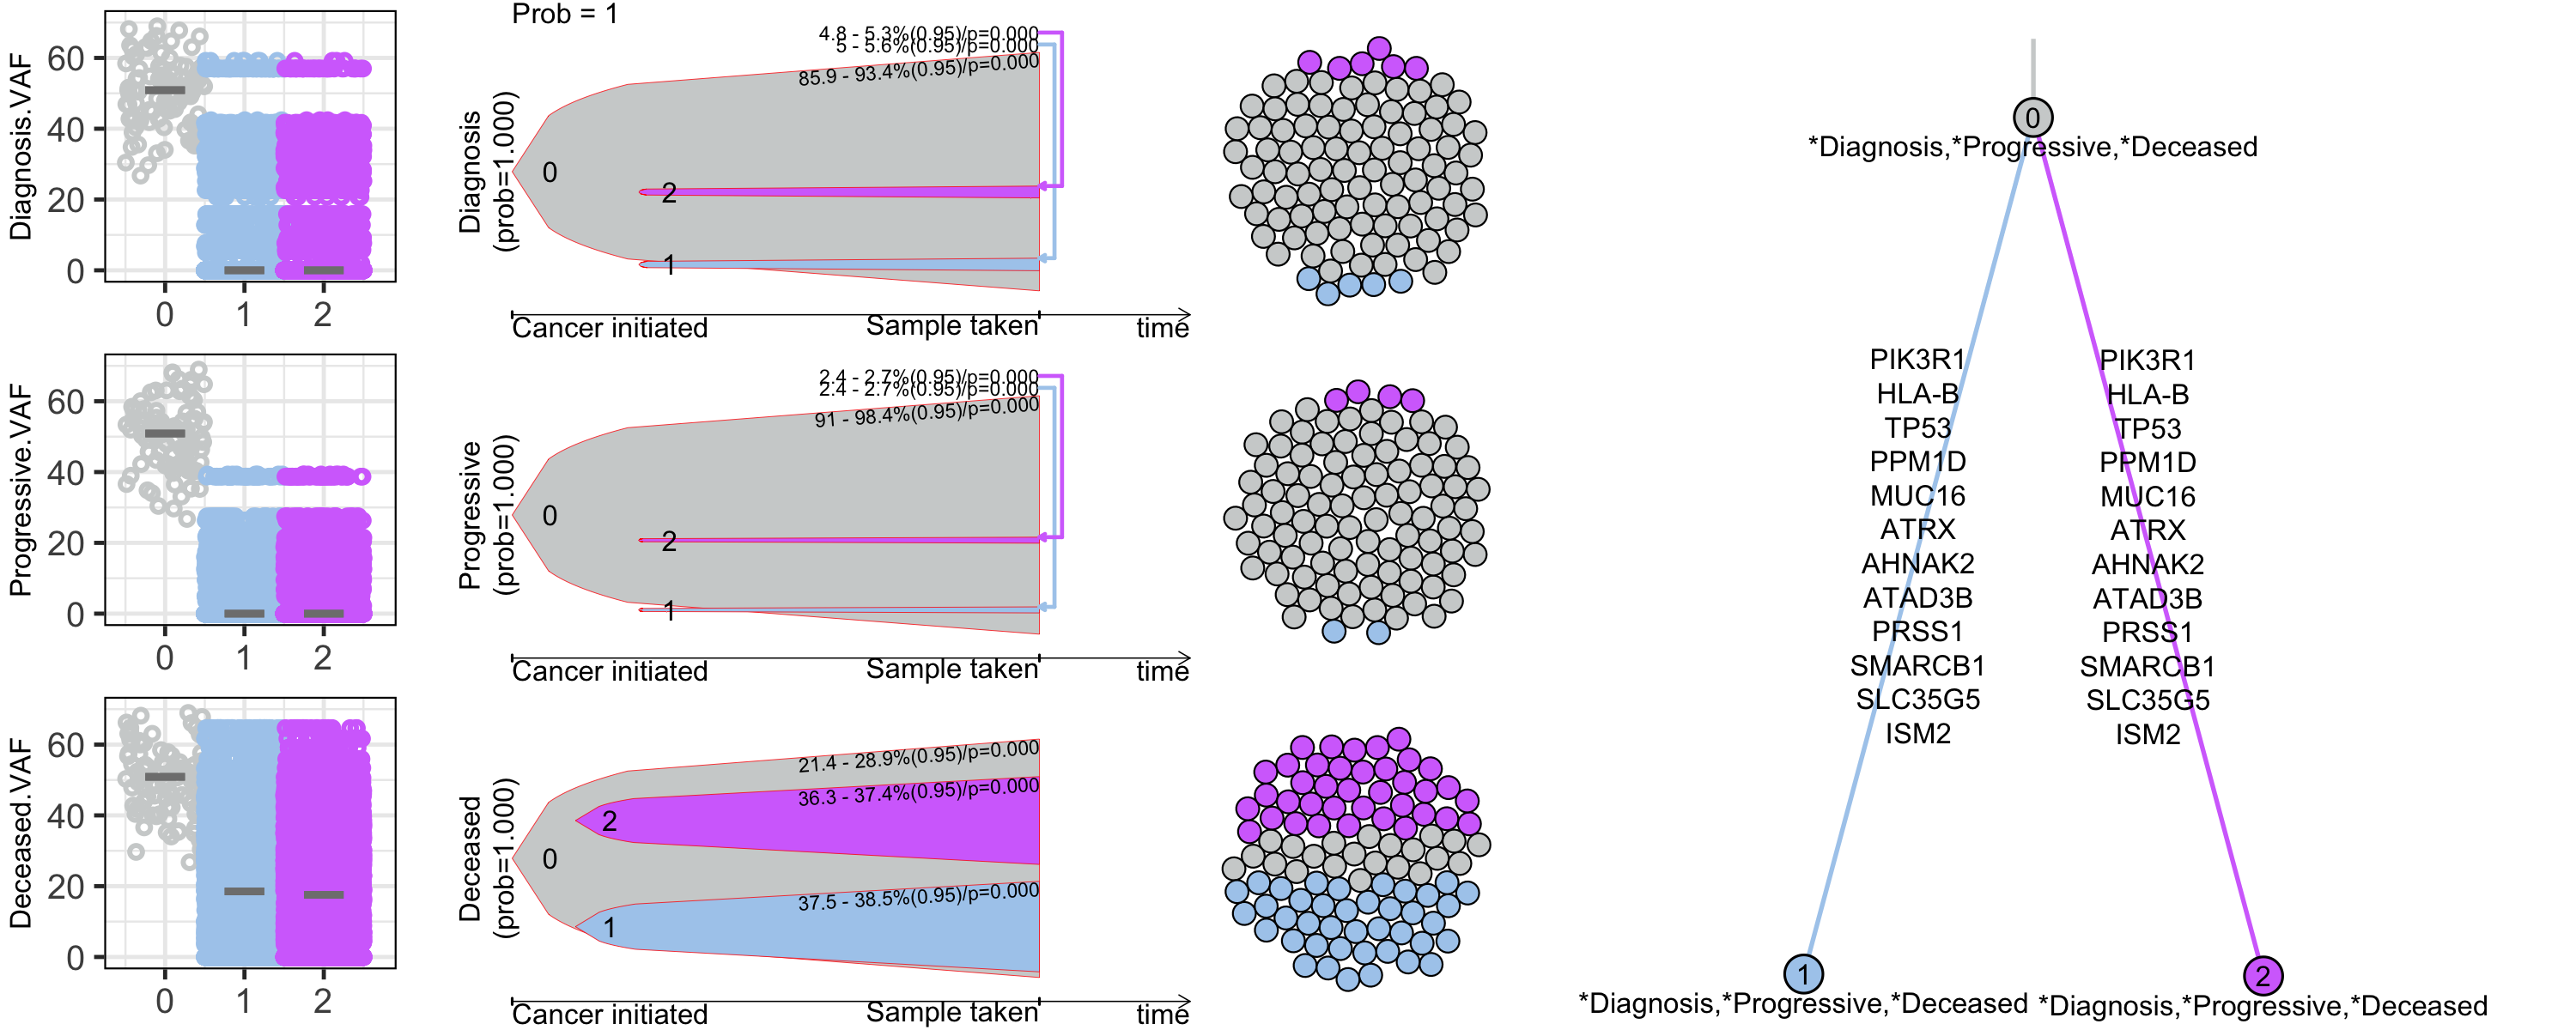 Prob = 1
Diagnosis.VAF
60
40
20
0
0 1 2
Diagnosis
(prob=1.000)
4.8 - 5.3%(0.95)/p=0.000
5 - 5.6%(0.95)/p=0.000
85.9 - 93.4%(0.95)/p=0.000
0
2
1
Cancer initiated
Sample taken
time
Progressive.VAF
60
40
20
0
0 1 2
Progressive
(prob=1.000)
2.4 - 2.7%(0.95)/p=0.000
2.4 - 2.7%(0.95)/p=0.000
91 - 98.4%(0.95)/p=0.000
0
2
1
Cancer initiated
Sample taken
time
Deceased.VAF
60
40
20
0
0 1 2
Deceased
(prob=1.000)
21.4 - 28.9%(0.95)/p=0.000
36.3 - 37.4%(0.95)/p=0.000
37.5 - 38.5%(0.95)/p=0.000
2
0
1
Cancer initiated
Sample taken
time
0
*Diagnosis,*Progressive,*Deceased
PIK3R1
HLA-B
TP53
PPM1D
MUC16
ATRX
AHNAK2
ATAD3B
PRSS1
SMARCB1
SLC35G5
ISM2
PIK3R1
HLA-B
TP53
PPM1D
MUC16
ATRX
AHNAK2
ATAD3B
PRSS1
SMARCB1
SLC35G5
ISM2
1
*Diagnosis,*Progressive,*Deceased
2
*Diagnosis,*Progressive,*Deceased